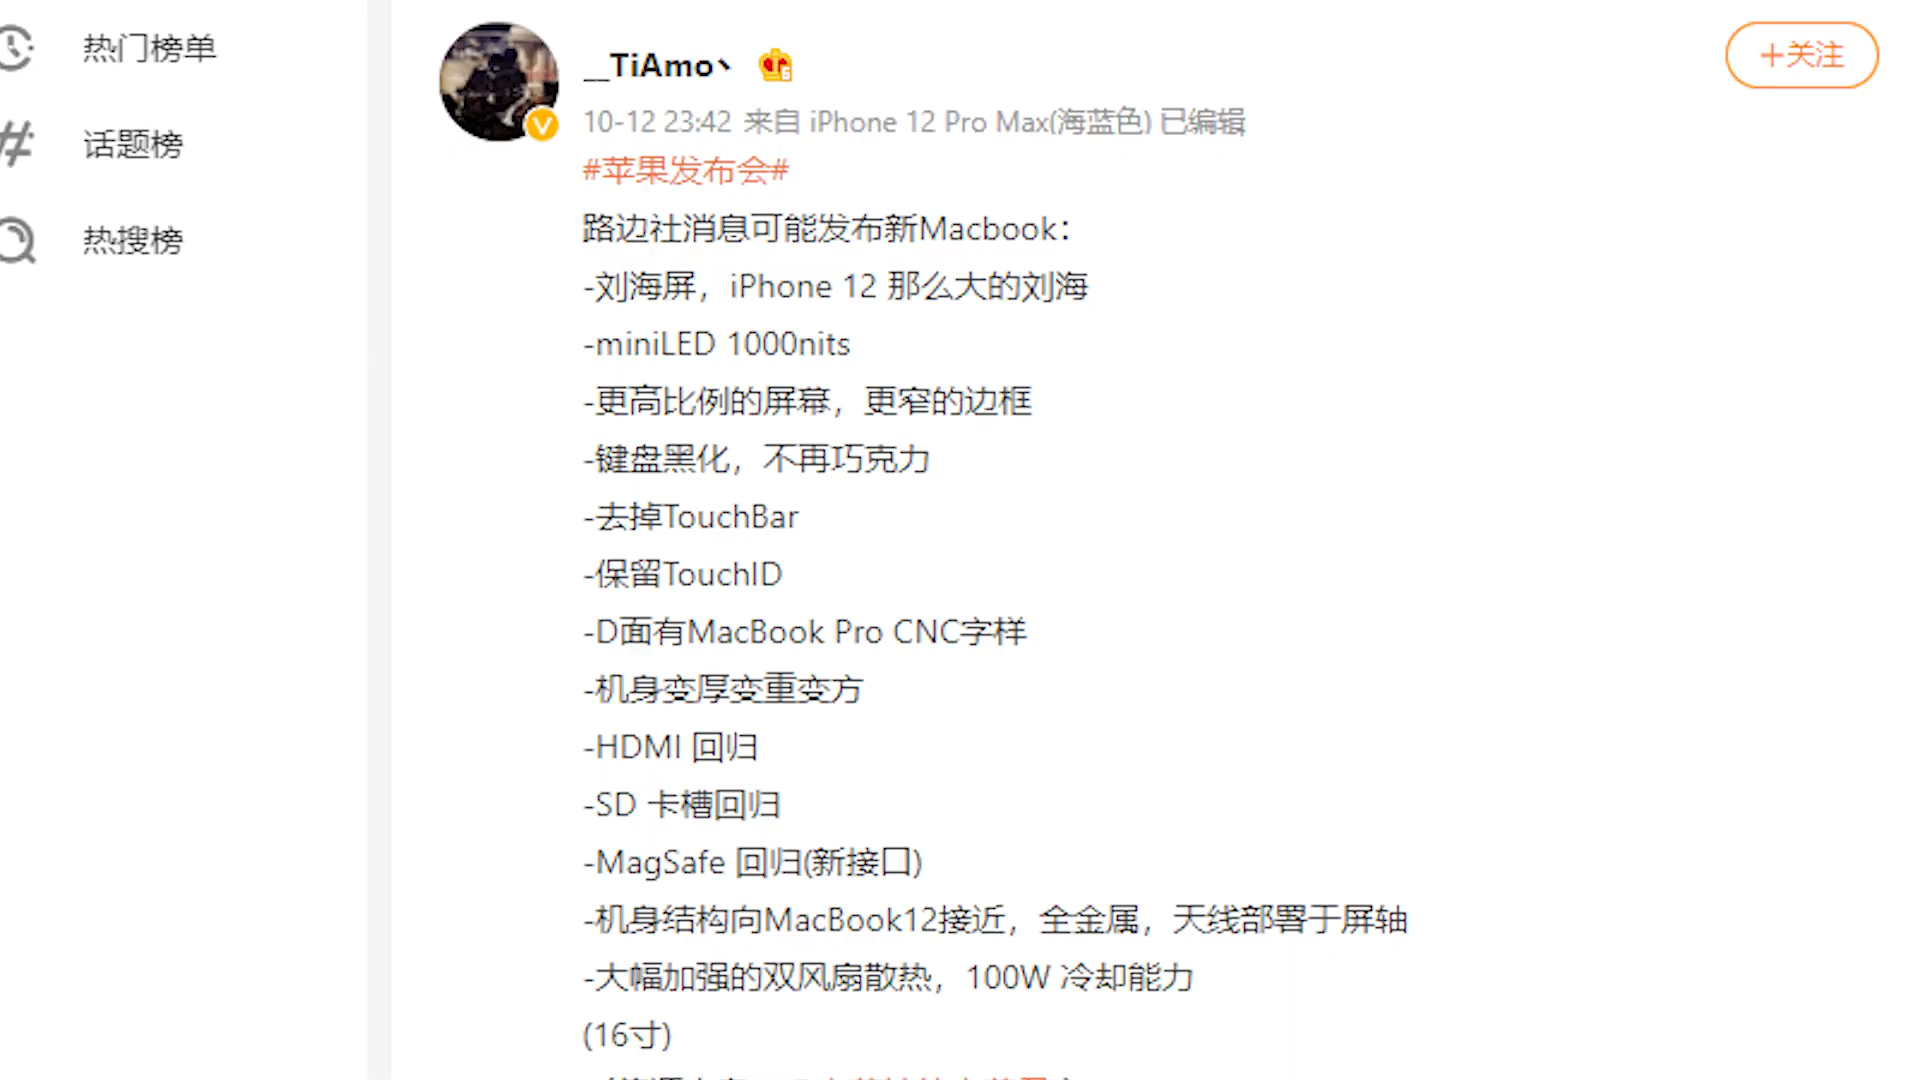 热门榜单
话题榜
热搜榜
__TiAmo丶
+关注
10-12 23:42 来自 iPhone 12 Pro Max(海蓝色) 已编辑
#苹果发布会#
路边社消息可能发布新Macbook：
-刘海屏，iPhone 12 那么大的刘海
-miniLED 1000nits
-更高比例的屏幕，更窄的边框
-键盘黑化，不再巧克力
-去掉TouchBar
-保留TouchID
-D面有MacBook Pro CNC字样
-机身变厚变重变方
-HDMI 回归
-SD 卡槽回归
-MagSafe 回归(新接口)
-机身结构向MacBook12接近，全金属，天线部署于屏轴
-大幅加强的双风扇散热，100W 冷却能力
(16寸)